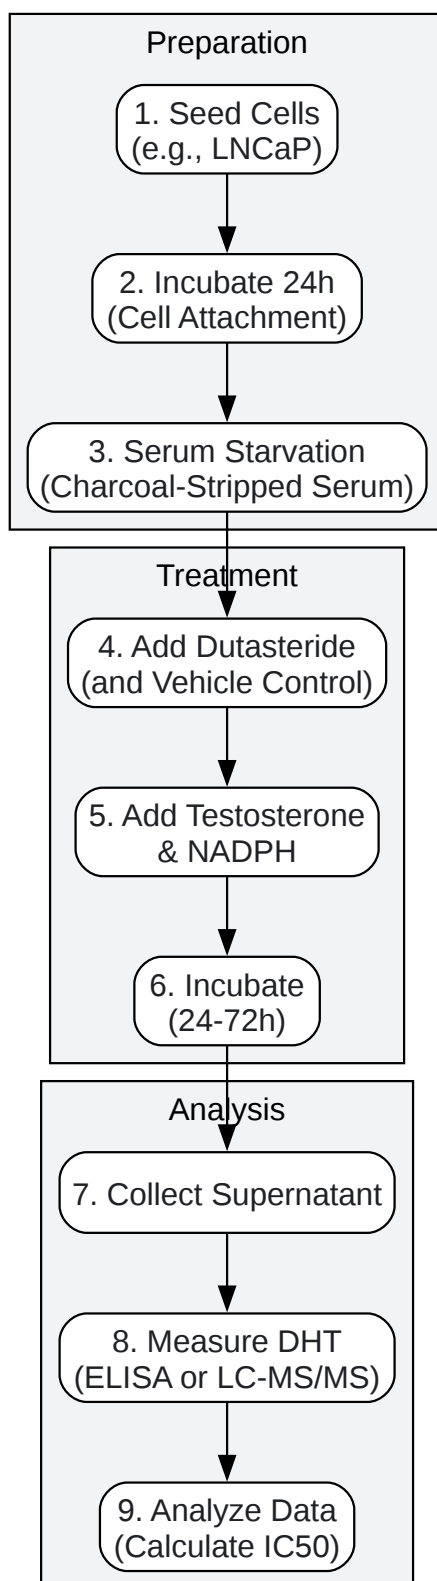 Preparation
1. Seed Cells
(e.g., LNCaP)
2. Incubate 24h
(Cell Attachment)
3. Serum Starvation
(Charcoal-Stripped Serum)
Treatment
4. Add Dutasteride
(and Vehicle Control)
5. Add Testosterone
& NADPH
6. Incubate
(24-72h)
Analysis
7. Collect Supernatant
8. Measure DHT
(ELISA or LC-MS/MS)
9. Analyze Data
(Calculate IC50)